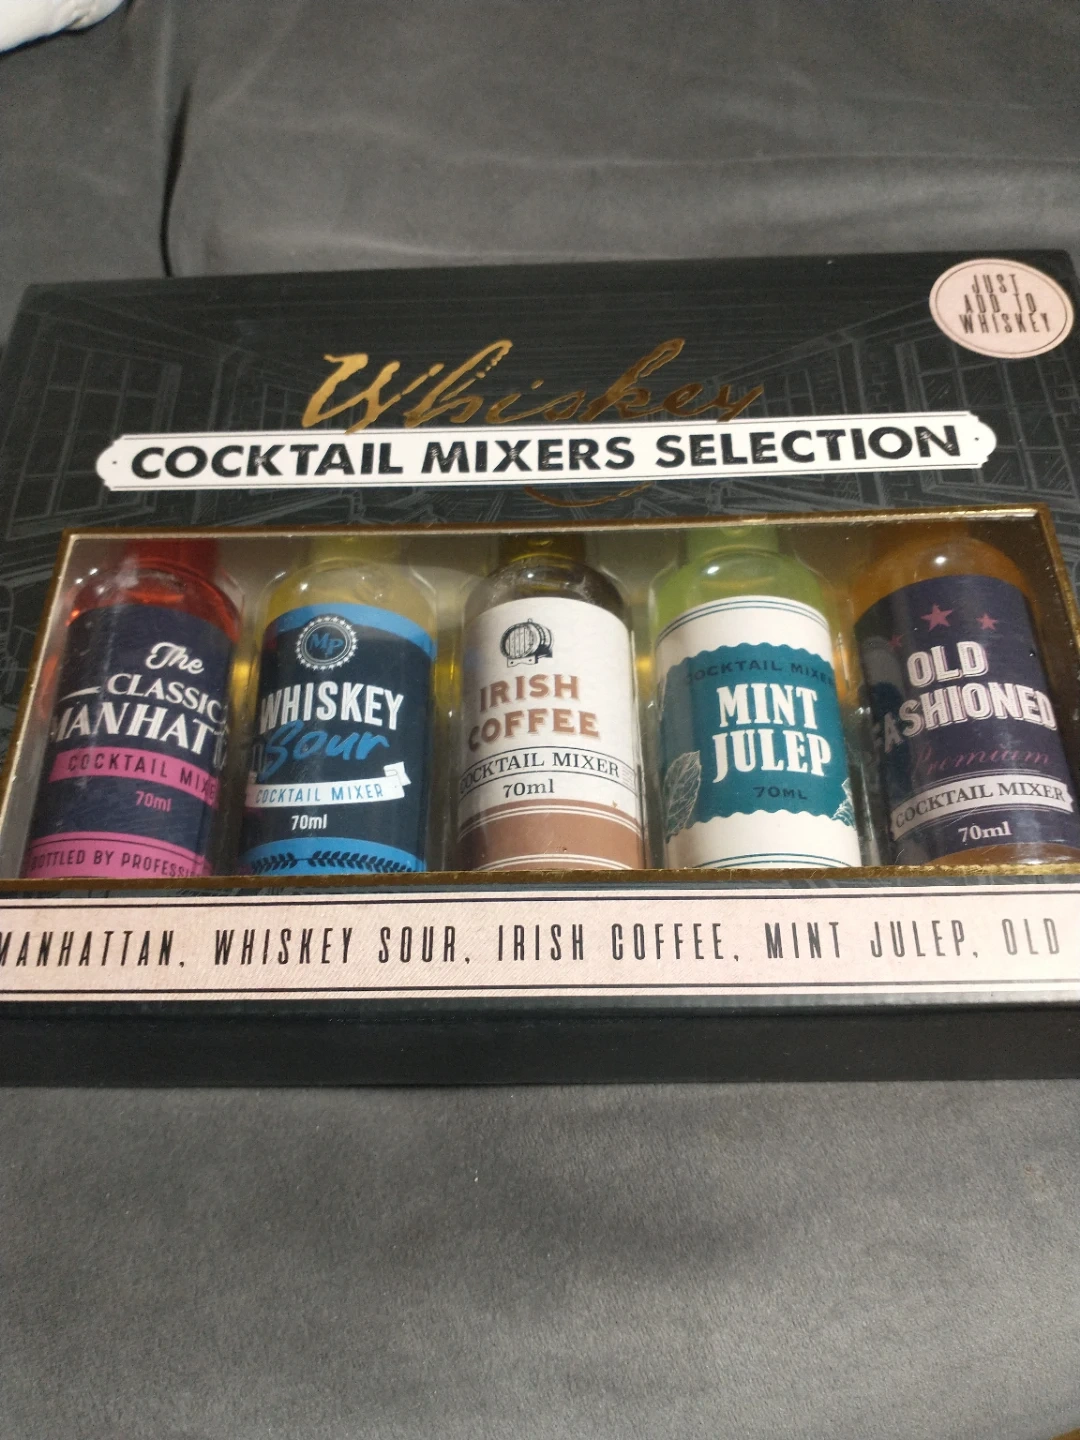 JUST
ADD TO
WHISKEY
Whiskey
COCKTAIL MIXERS SELECTION
The
CLASSIC
COCKTAIL
70ml
BOTTLED BY
MP
WHISKEY
Sour
COCKTAIL MIXER
70ml
IRISH
COFFEE
COCKTAIL MIXER
70ml
COCKTAIL MIXER
MINT
JULEP
70ML
OLD
FASHIONED
Premium
COCKTAIL MIXER
70ml
MANHATTAN, WHISKEY SOUR, IRISH COFFEE, MINT JULEP, OLD